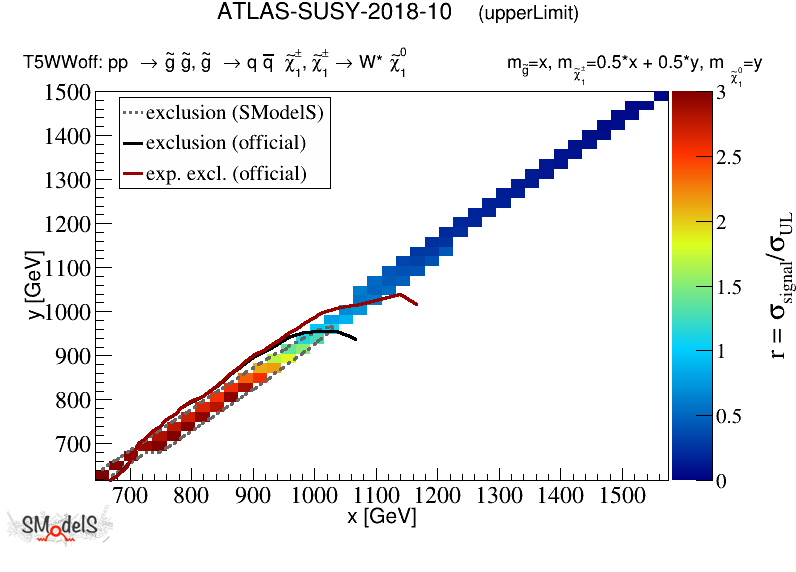 ATLAS-SUSY-2018-10 (upperLimit)
T5WWoff: pp → g̃ g̃, g̃ → q q̅ χ̃₁^±, χ̃₁^± → W* χ̃₁^0
m_g̃=x, m_χ̃₁^±=0.5*x + 0.5*y, m_χ̃₁^0=y
exclusion (SModelS)
exclusion (official)
exp. excl. (official)
1500
1400
1300
1200
1100
1000
900
800
700
y [GeV]
700 800 900 1000 1100 1200 1300 1400 1500
x [GeV]
3
2.5
2
1.5
1
0.5
0
r = σ_signal/σ_UL
SModelS